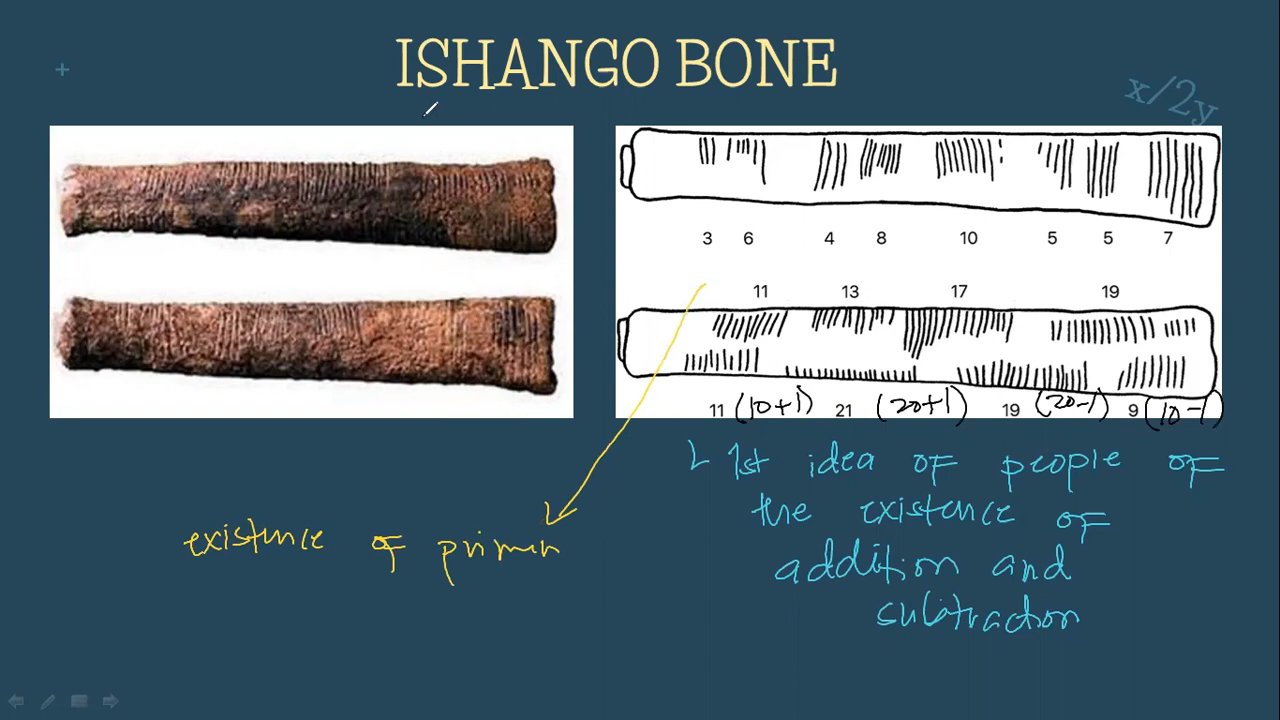 ISHANGO BONE
x/2y
3 6 4 8 10 5 5 7
11 13 17 19
11 (10+1) 21 (20+1) 19 (20-1) 9 (10-1)
1st idea of people of
the existence of
addition and
subtraction
existence of primes